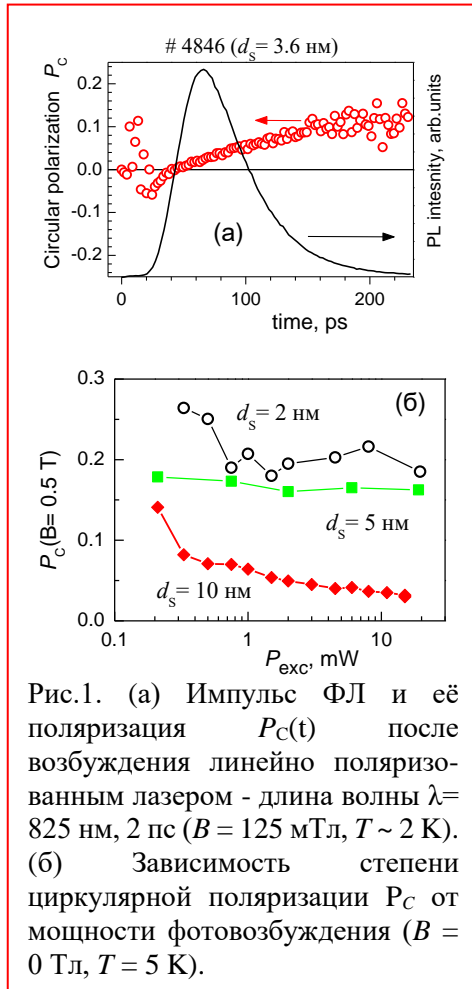 # 4846 (dS= 3.6 нм)
Circular polarization PC
0.2
0.1
0.0
-0.1
-0.2
(а)
PL intesnity, arb.units
0 100 200
time, ps
0.3
0.2
0.1
0.0
PC(B= 0.5 T)
(б)
dS= 2 нм
dS= 5 нм
dS= 10 нм
0.1 1 10
Pexc, mW
Рис.1. (а) Импульс ФЛ и её
поляризация PC(t) после
возбуждения линейно поляризо-
ванным лазером - длина волны λ=
825 нм, 2 пс (B = 125 мТл, T ~ 2 K).
(б) Зависимость степени
циркулярной поляризации PC от
мощности фотовозбуждения (B =
0 Тл, T = 5 K).